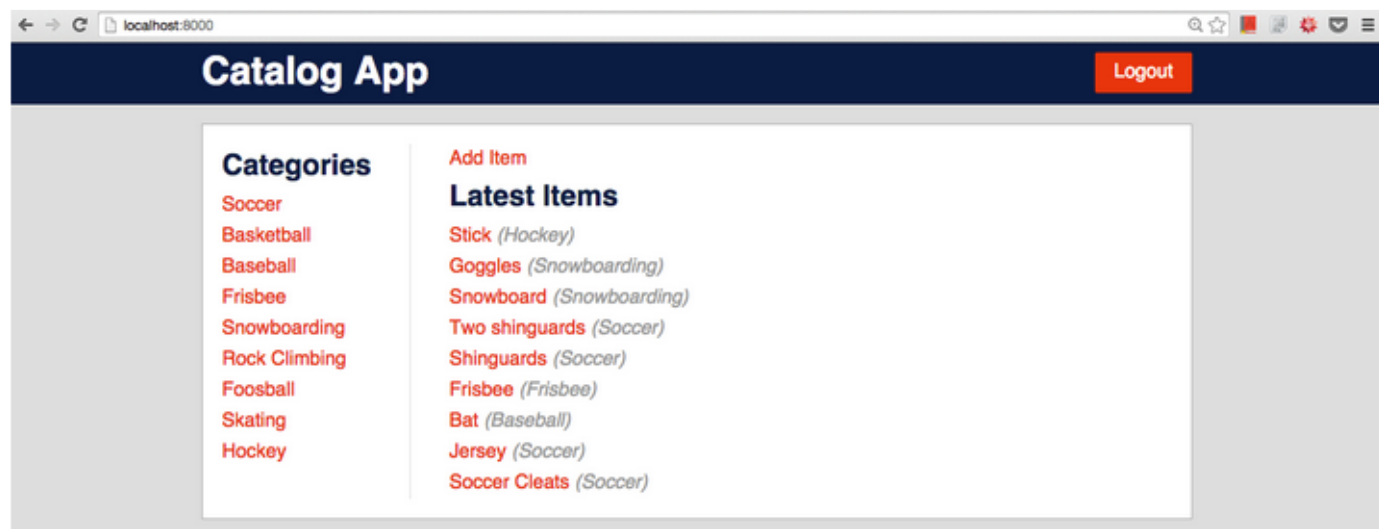 localhost:8000
Catalog App
Logout
Categories
Soccer
Basketball
Baseball
Frisbee
Snowboarding
Rock Climbing
Foosball
Skating
Hockey
Add Item
Latest Items
Stick (Hockey)
Goggles (Snowboarding)
Snowboard (Snowboarding)
Two shinguards (Soccer)
Shinguards (Soccer)
Frisbee (Frisbee)
Bat (Baseball)
Jersey (Soccer)
Soccer Cleats (Soccer)